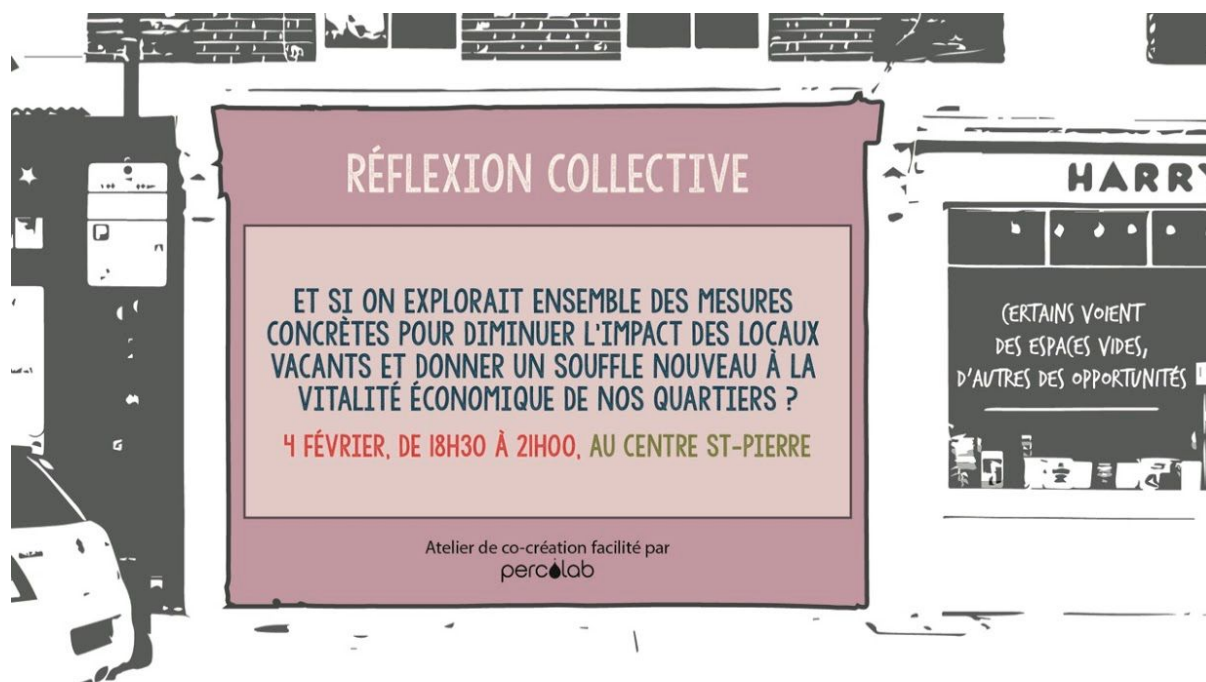 RÉFLEXION COLLECTIVE
ET SI ON EXPLORAIT ENSEMBLE DES MESURES
CONCRÈTES POUR DIMINUER L'IMPACT DES LOCAUX
VACANTS ET DONNER UN SOUFFLE NOUVEAU À LA
VITALITÉ ÉCONOMIQUE DE NOS QUARTIERS ?
4 FÉVRIER, DE 18H30 À 21H00, AU CENTRE ST-PIERRE
Atelier de co-création facilité par
percolab
HARRY
CERTAINS VOIENT
DES ESPACES VIDES,
D'AUTRES DES OPPORTUNITÉS
P